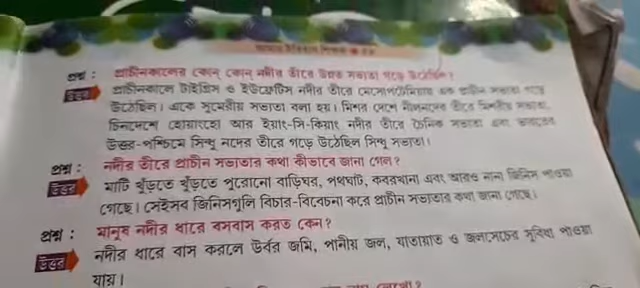 প্রশ্ন : প্রাচীনকালের কোন্ কোন্ নদীর তীরে উন্নত সভ্যতা গড়ে উঠেছিল?
উত্তর প্রাচীনকালে টাইগ্রিস ও ইউফ্রেটিস নদীর তীরে মেসোপটেমিয়ায় এক প্রাচীন সভ্যতা গড়ে
উঠেছিল। একে সুমেরীয় সভ্যতা বলা হয়। মিশর দেশে নীলনদের তীরে মিশরীয় সভ্যতা,
চিনদেশে হোয়াংহো আর ইয়াং-সি-কিয়াং নদীর তীরে চৈনিক সভ্যতা এবং ভারতের
উত্তর-পশ্চিমে সিন্ধু নদের তীরে গড়ে উঠেছিল সিন্ধু সভ্যতা।
প্রশ্ন : নদীর তীরে প্রাচীন সভ্যতার কথা কীভাবে জানা গেল?
উত্তর মাটি খুঁড়তে খুঁড়তে পুরোনো বাড়িঘর, পথঘাট, কবরখানা এবং আরও নানা জিনিস পাওয়া
গেছে। সেইসব জিনিসগুলি বিচার-বিবেচনা করে প্রাচীন সভ্যতার কথা জানা গেছে।
প্রশ্ন : মানুষ নদীর ধারে বসবাস করত কেন?
উত্তর নদীর ধারে বাস করলে উর্বর জমি, পানীয় জল, যাতায়াত ও জলসেচের সুবিধা পাওয়া
যায়।